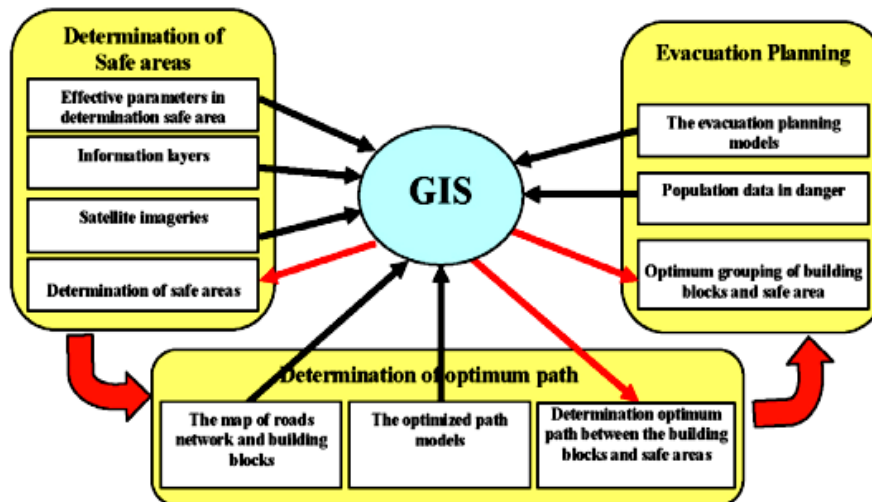 Determination of
Safe areas
Effective parameters in
determination safe area
Information layers
Satellite imageries
Determination of safe areas
GIS
Evacuation Planning
The evacuation planning
models
Population data in danger
Optimum grouping of building
blocks and safe area
Determination of optimum path
The map of roads
network and building
blocks
The optimized path
models
Determination optimum
path between the building
blocks and safe areas